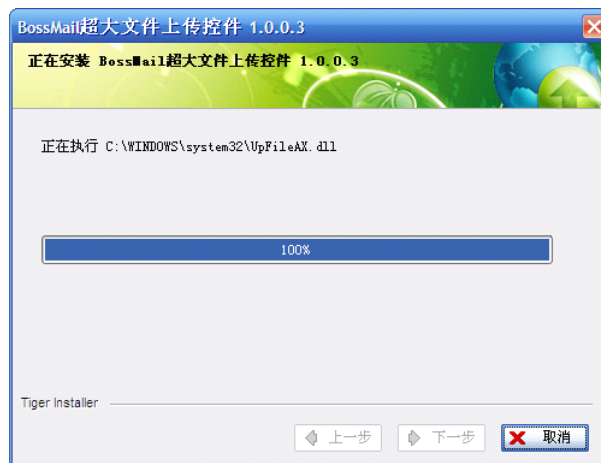 BossMail超大文件上传控件 1.0.0.3
正在安装 BossMail超大文件上传控件 1.0.0.3
正在执行 C:\WINDOWS\system32\UpFileAX.dll
100%
Tiger Installer
上一步 下一步 取消